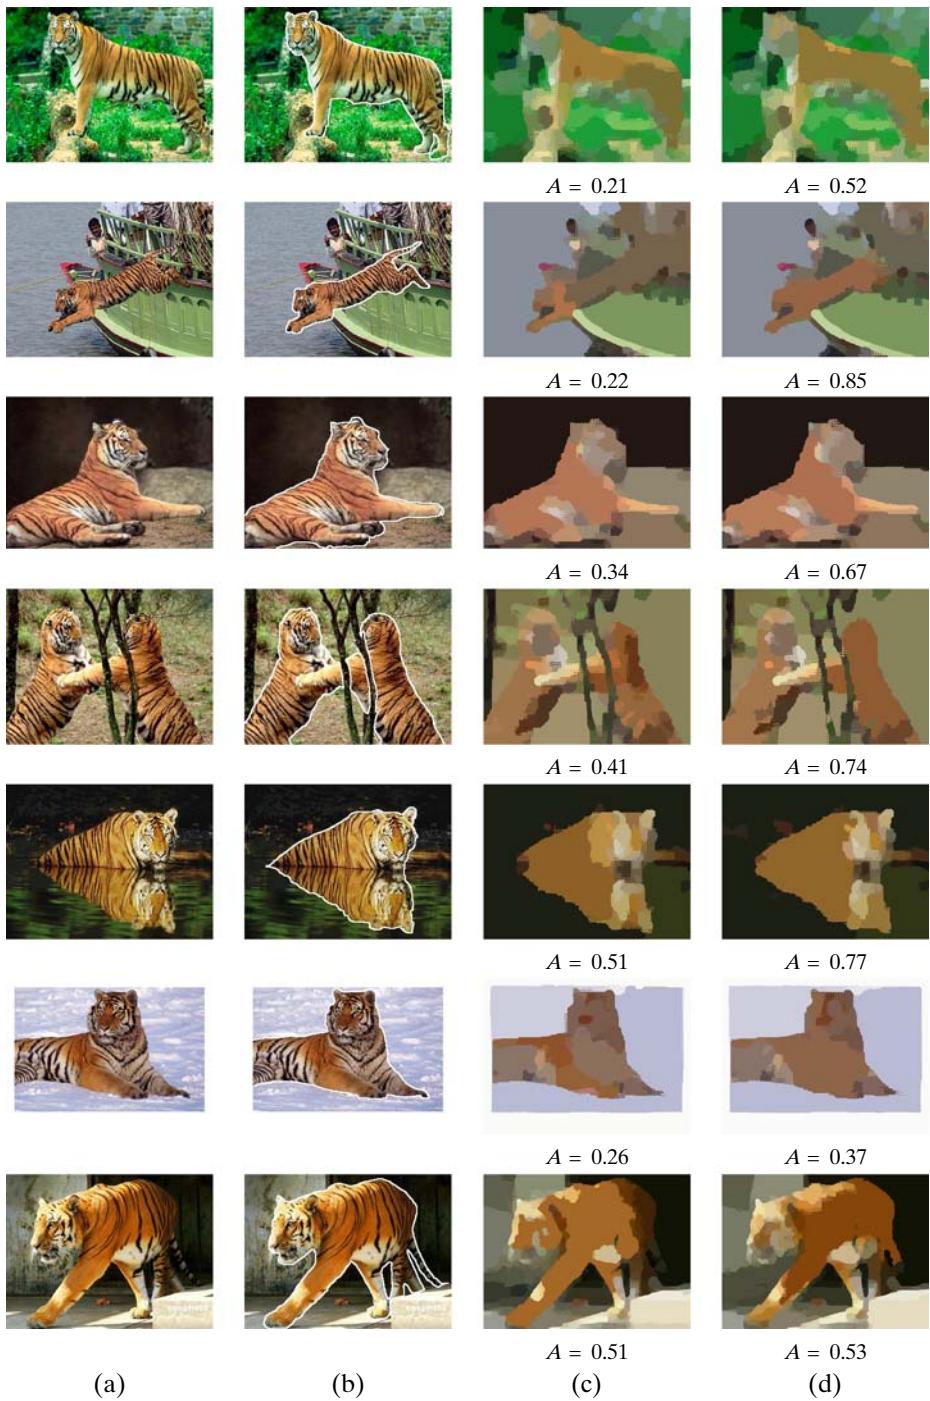 A = 0.21 A = 0.52
A = 0.22 A = 0.85
A = 0.34 A = 0.67
A = 0.41 A = 0.74
A = 0.51 A = 0.77
A = 0.26 A = 0.37
A = 0.51 A = 0.53
(a) (b) (c) (d)